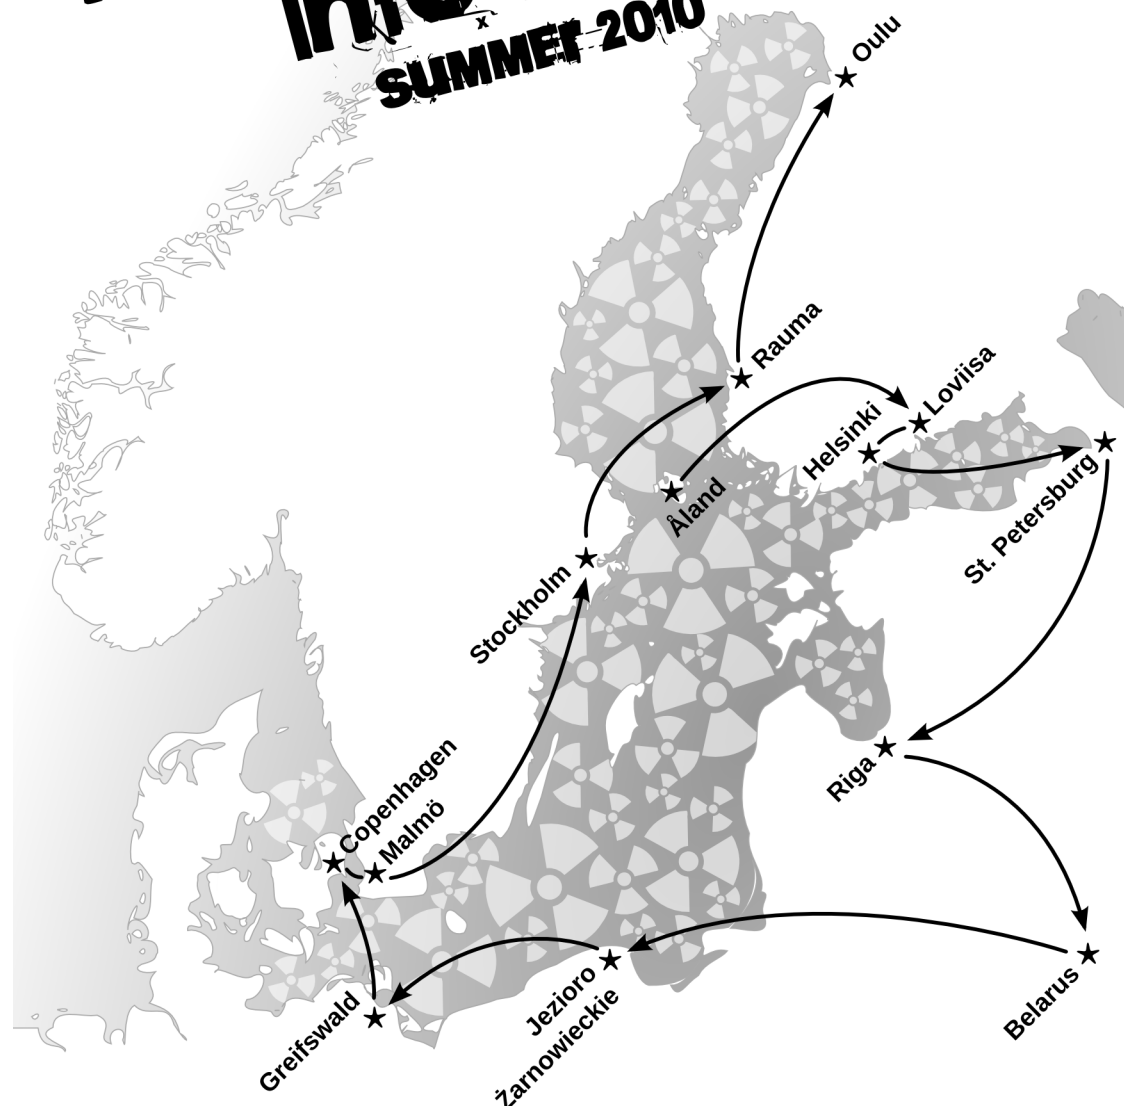 SUMMER 2010
Oulu
Rauma
Loviisa
Helsinki
Åland
St. Petersburg
Stockholm
Riga
Copenhagen
Malmö
Belarus
Jezioro
Żarnowieckie
Greifswald